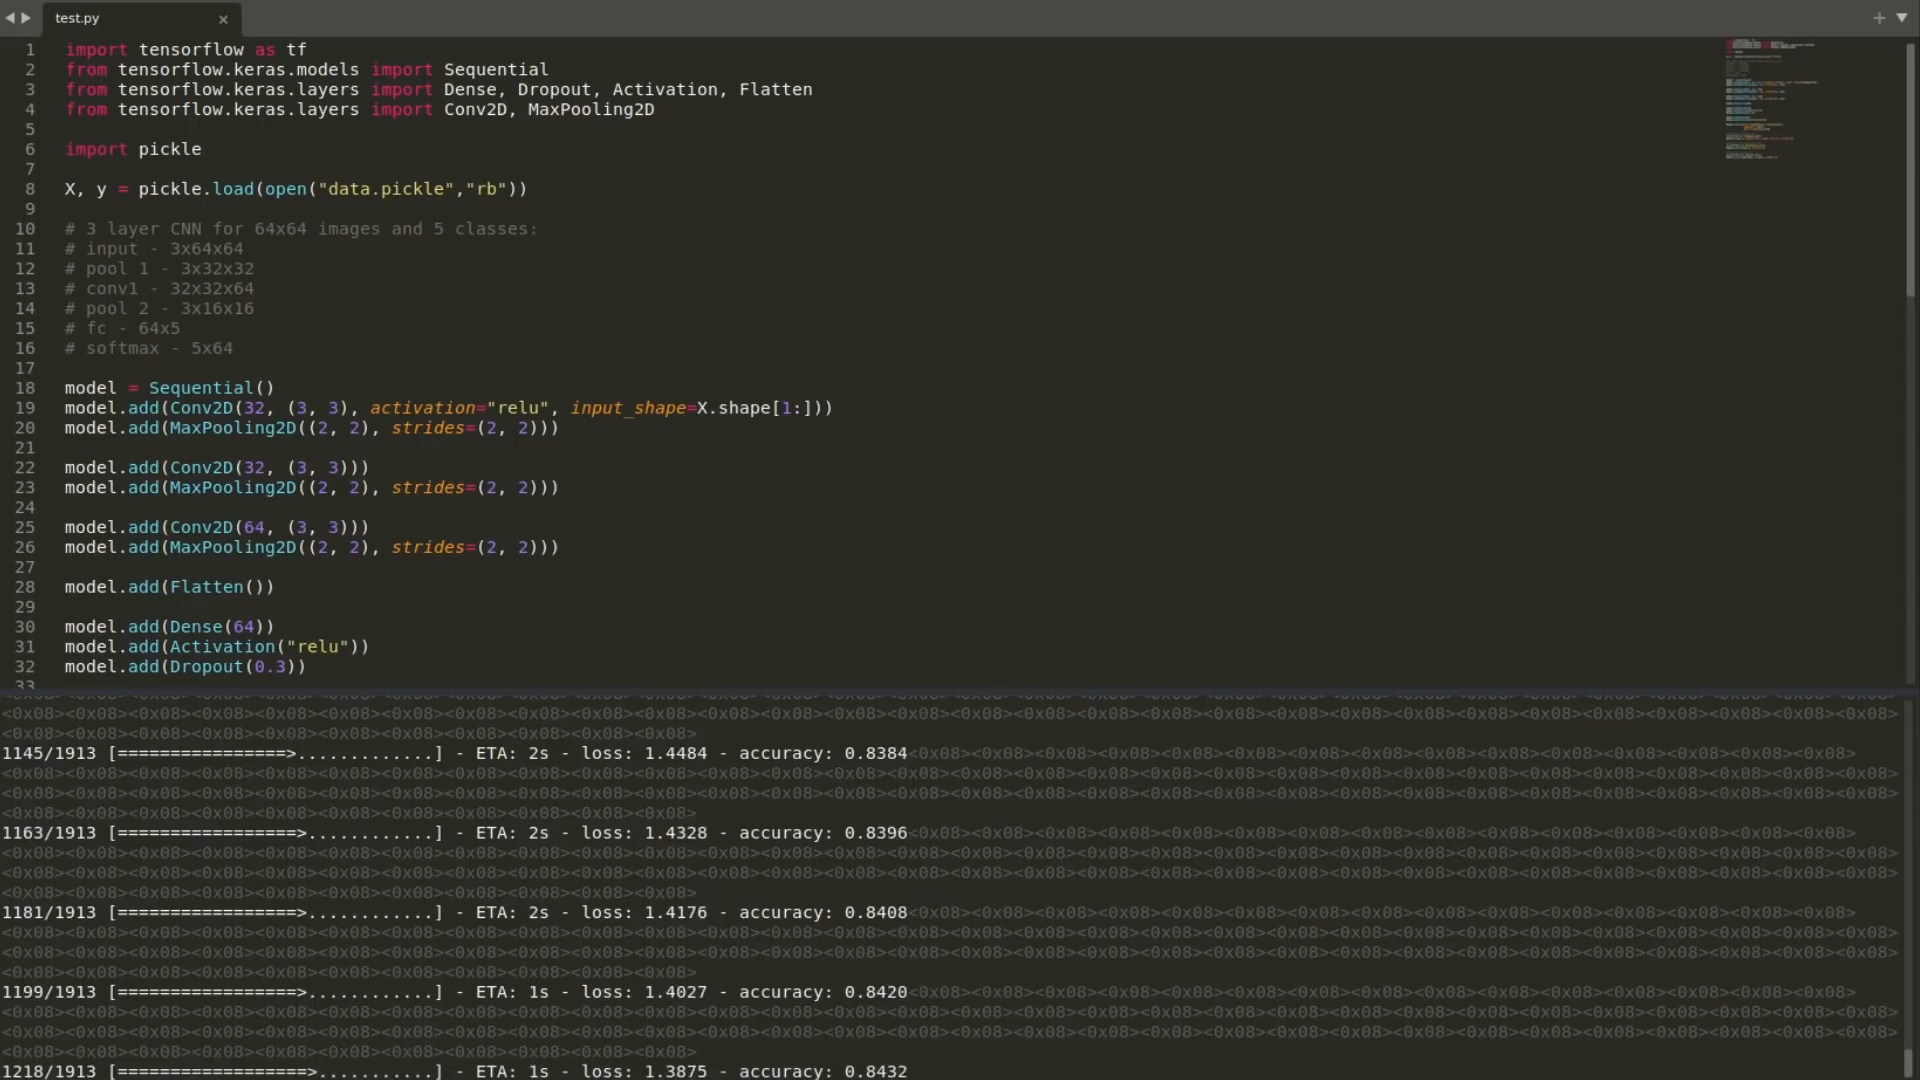 test.py
1 import tensorflow as tf
2 from tensorflow.keras.models import Sequential
3 from tensorflow.keras.layers import Dense, Dropout, Activation, Flatten
4 from tensorflow.keras.layers import Conv2D, MaxPooling2D
5
6 import pickle
7
8 X, y = pickle.load(open("data.pickle","rb"))
9
10 # 3 layer CNN for 64x64 images and 5 classes:
11 # input - 3x64x64
12 # pool 1 - 3x32x32
13 # conv1 - 32x32x64
14 # pool 2 - 3x16x16
15 # fc - 64x5
16 # softmax - 5x64
17
18 model = Sequential()
19 model.add(Conv2D(32, (3, 3), activation="relu", input_shape=X.shape[1:]))
20 model.add(MaxPooling2D((2, 2), strides=(2, 2)))
21
22 model.add(Conv2D(32, (3, 3)))
23 model.add(MaxPooling2D((2, 2), strides=(2, 2)))
24
25 model.add(Conv2D(64, (3, 3)))
26 model.add(MaxPooling2D((2, 2), strides=(2, 2)))
27
28 model.add(Flatten())
29
30 model.add(Dense(64))
31 model.add(Activation("relu"))
32 model.add(Dropout(0.3))
33
1145/1913 [================>.............] - ETA: 2s - loss: 1.4484 - accuracy: 0.8384
1163/1913 [=================>............] - ETA: 2s - loss: 1.4328 - accuracy: 0.8396
1181/1913 [=================>............] - ETA: 2s - loss: 1.4176 - accuracy: 0.8408
1199/1913 [=================>............] - ETA: 1s - loss: 1.4027 - accuracy: 0.8420
1218/1913 [==================>...........] - ETA: 1s - loss: 1.3875 - accuracy: 0.8432